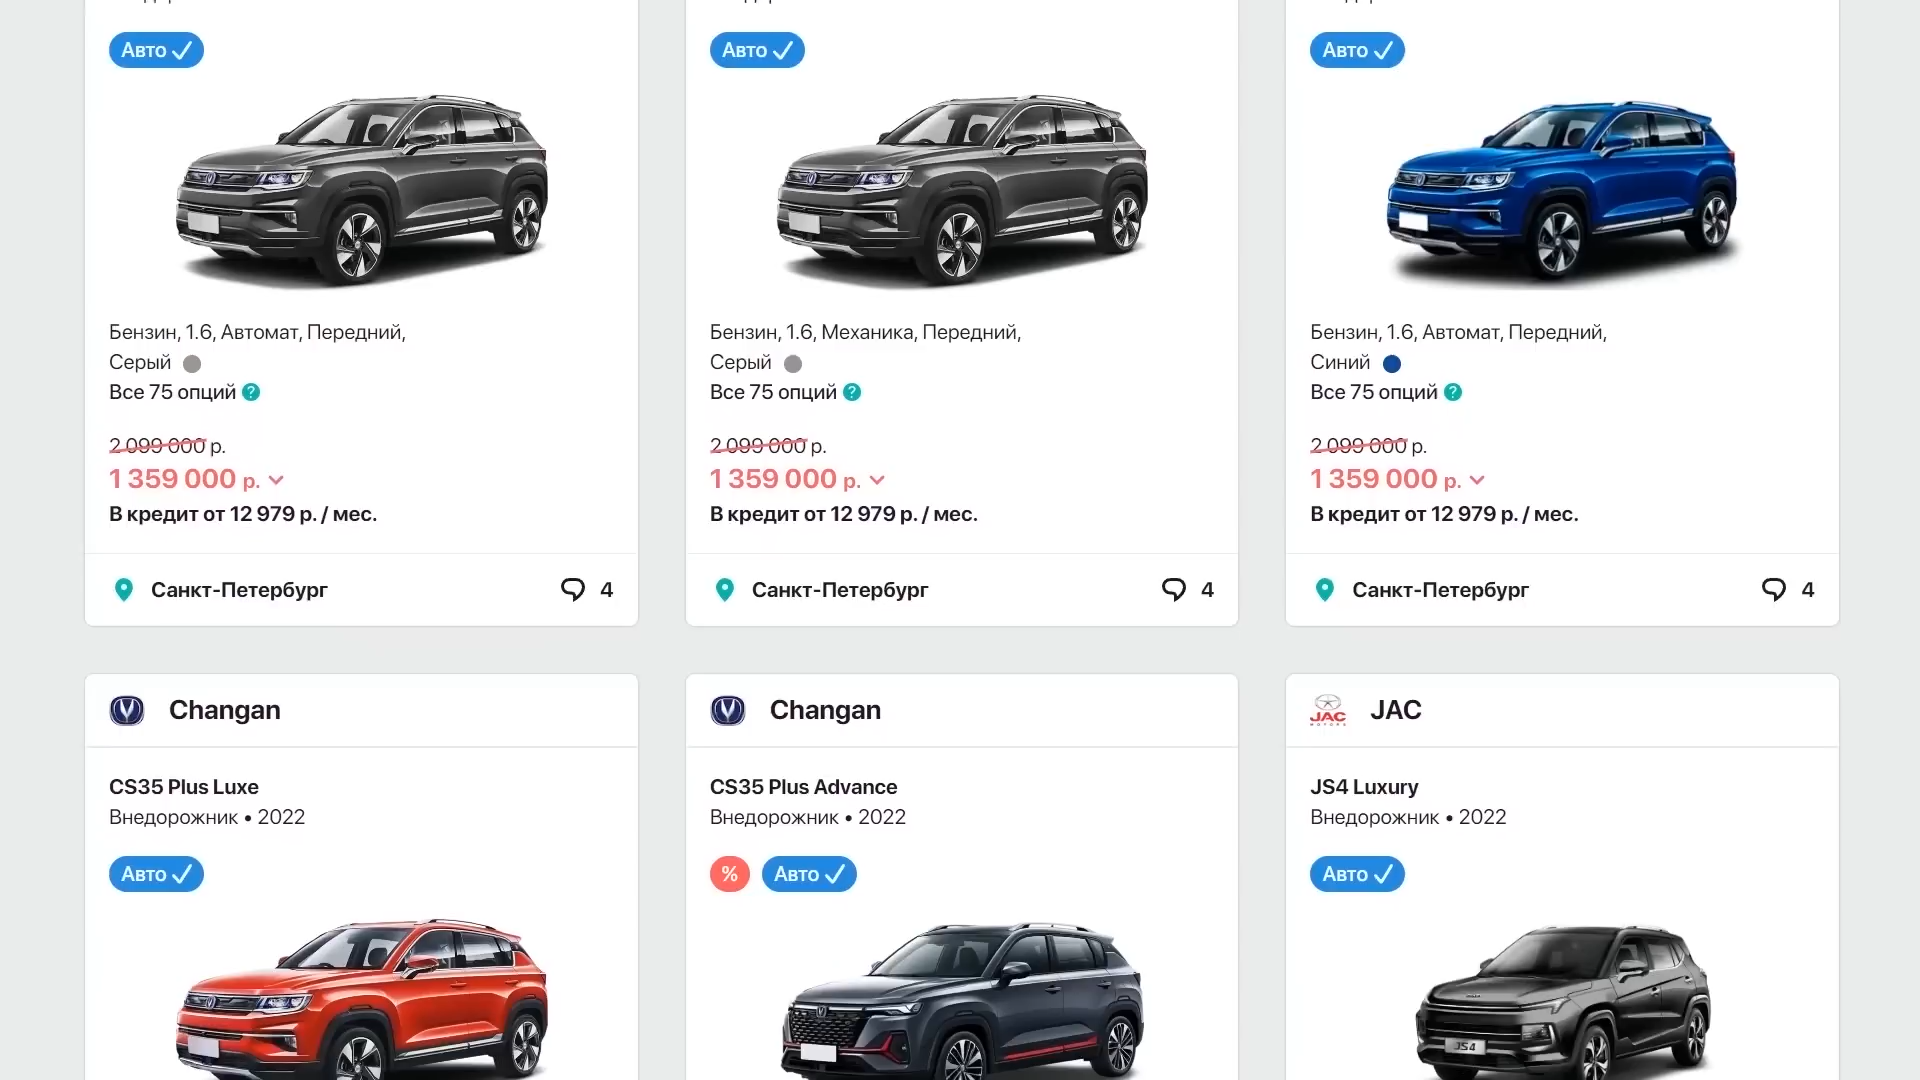 Авто
Авто
Авто
Бензин, 1.6, Автомат, Передний,
Серый
Все 75 опций ?
2 099 000 р.
1 359 000 р.
В кредит от 12 979 р. / мес.
Санкт-Петербург 4
Бензин, 1.6, Механика, Передний,
Серый
Все 75 опций ?
2 099 000 р.
1 359 000 р.
В кредит от 12 979 р. / мес.
Санкт-Петербург 4
Бензин, 1.6, Автомат, Передний,
Синий
Все 75 опций ?
2 099 000 р.
1 359 000 р.
В кредит от 12 979 р. / мес.
Санкт-Петербург 4
Changan
CS35 Plus Luxe
Внедорожник • 2022
Авто
Changan
CS35 Plus Advance
Внедорожник • 2022
% Авто
JAC MOTORS JAC
JS4 Luxury
Внедорожник • 2022
Авто
JS4